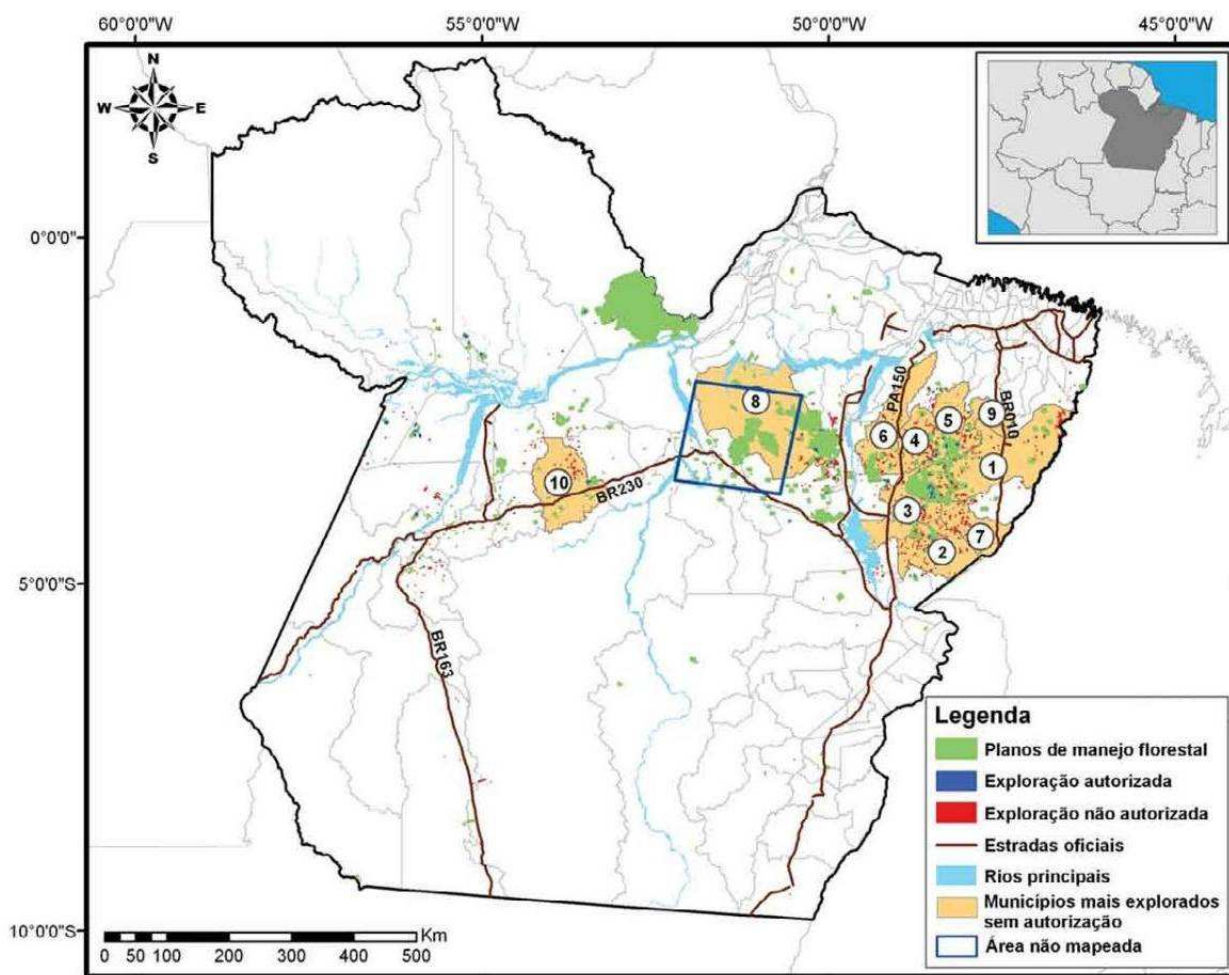 60°0'0"W 55°0'0"W 50°0'0"W 45°0'0"W
N
W E
S
0°0'0"
5°0'0"S
10°0'0"S
8
PA150
5
9
BR010
6
4
1
10
BR230
3
7
2
BR163
0 25 50 100 200 300 400 500 Km
Legenda
Planos de manejo florestal
Exploração autorizada
Exploração não autorizada
Estradas oficiais
Rios principais
Municípios mais explorados
sem autorização
Área não mapeada